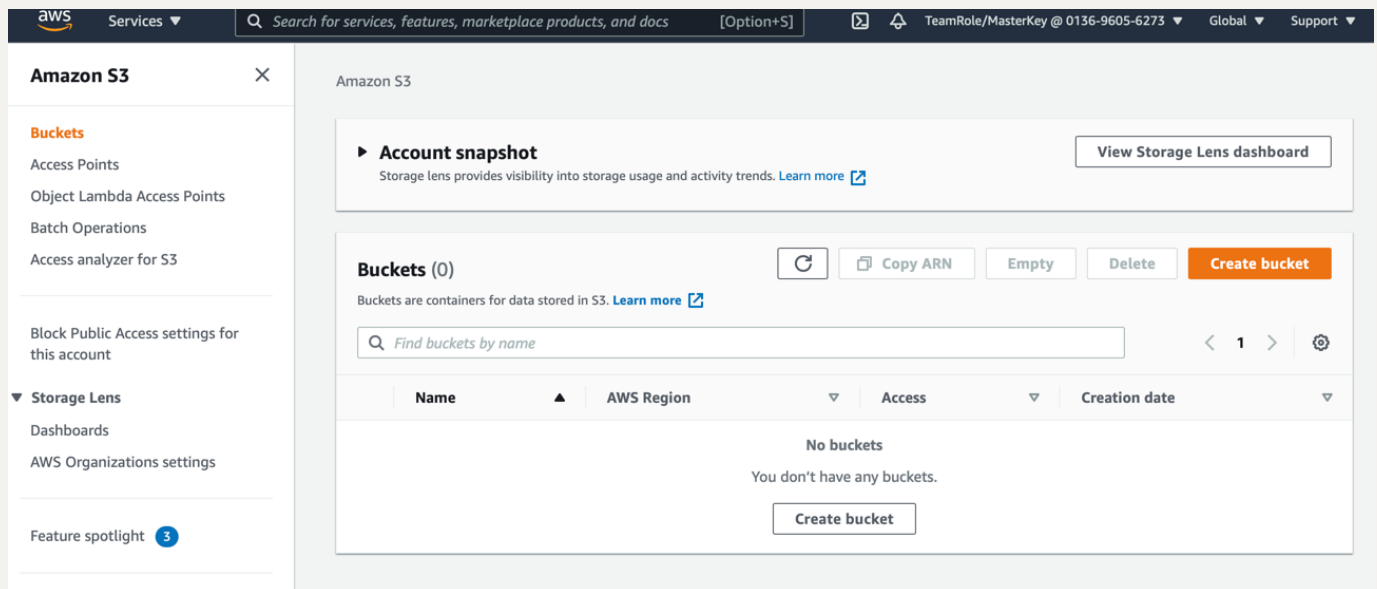 aws
Services
Search for services, features, marketplace products, and docs
[Option+S]
TeamRole/MasterKey @ 0136-9605-6273
Global
Support
Amazon S3
Buckets
Access Points
Object Lambda Access Points
Batch Operations
Access analyzer for S3
Block Public Access settings for
this account
Storage Lens
Dashboards
AWS Organizations settings
Feature spotlight 3
Amazon S3
Account snapshot
Storage lens provides visibility into storage usage and activity trends. Learn more
View Storage Lens dashboard
Buckets (0)
Buckets are containers for data stored in S3. Learn more
Copy ARN
Empty
Delete
Create bucket
Find buckets by name
1
Name
AWS Region
Access
Creation date
No buckets
You don't have any buckets.
Create bucket